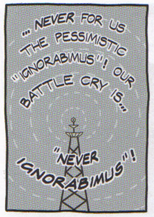 ... NEVER FOR US
THE PESSIMISTIC
"IGNORABIMUS"! OUR
BATTLE CRY IS...
"NEVER
IGNORABIMUS"!